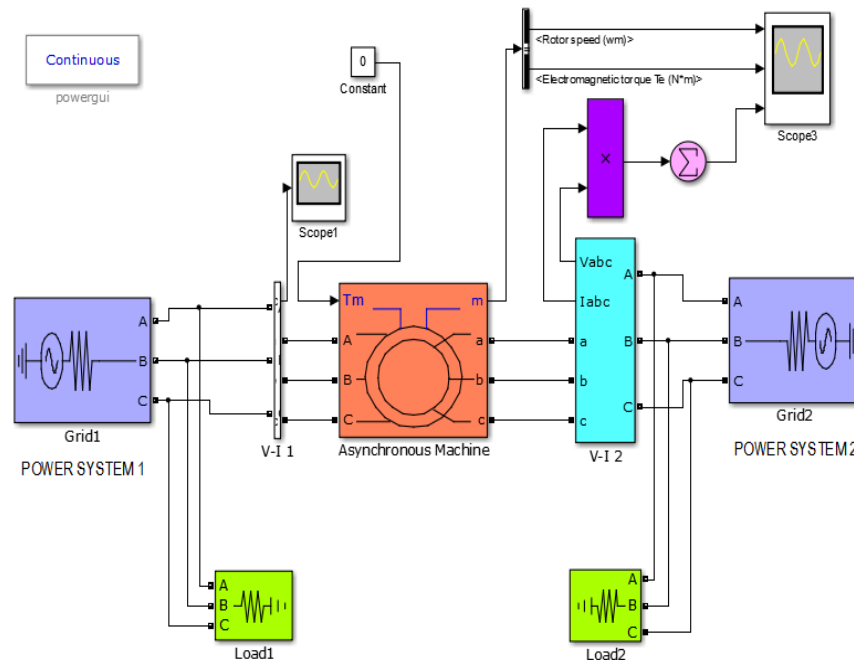 Continuous
powergui
0
Constant
<Rotor speed (wm)>
<Electromagnetic torque Te (N*m)>
Scope3
×
Σ
Scope1
Vabc
Iabc
a
b
c
A
B
C
V-I 2
Tm
m
A
B
C
a
b
c
Asynchronous Machine
V-I 1
A
B
C
Grid1
POWER SYSTEM 1
A
B
C
Grid2
POWER SYSTEM 2
A
B
C
Load1
A
B
C
Load2